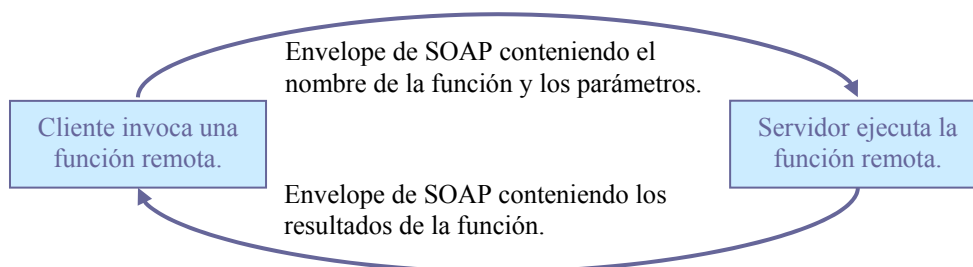 Envelope de SOAP conteniendo el
nombre de la función y los parámetros.
Cliente invoca una
función remota.
Servidor ejecuta la
función remota.
Envelope de SOAP conteniendo los
resultados de la función.